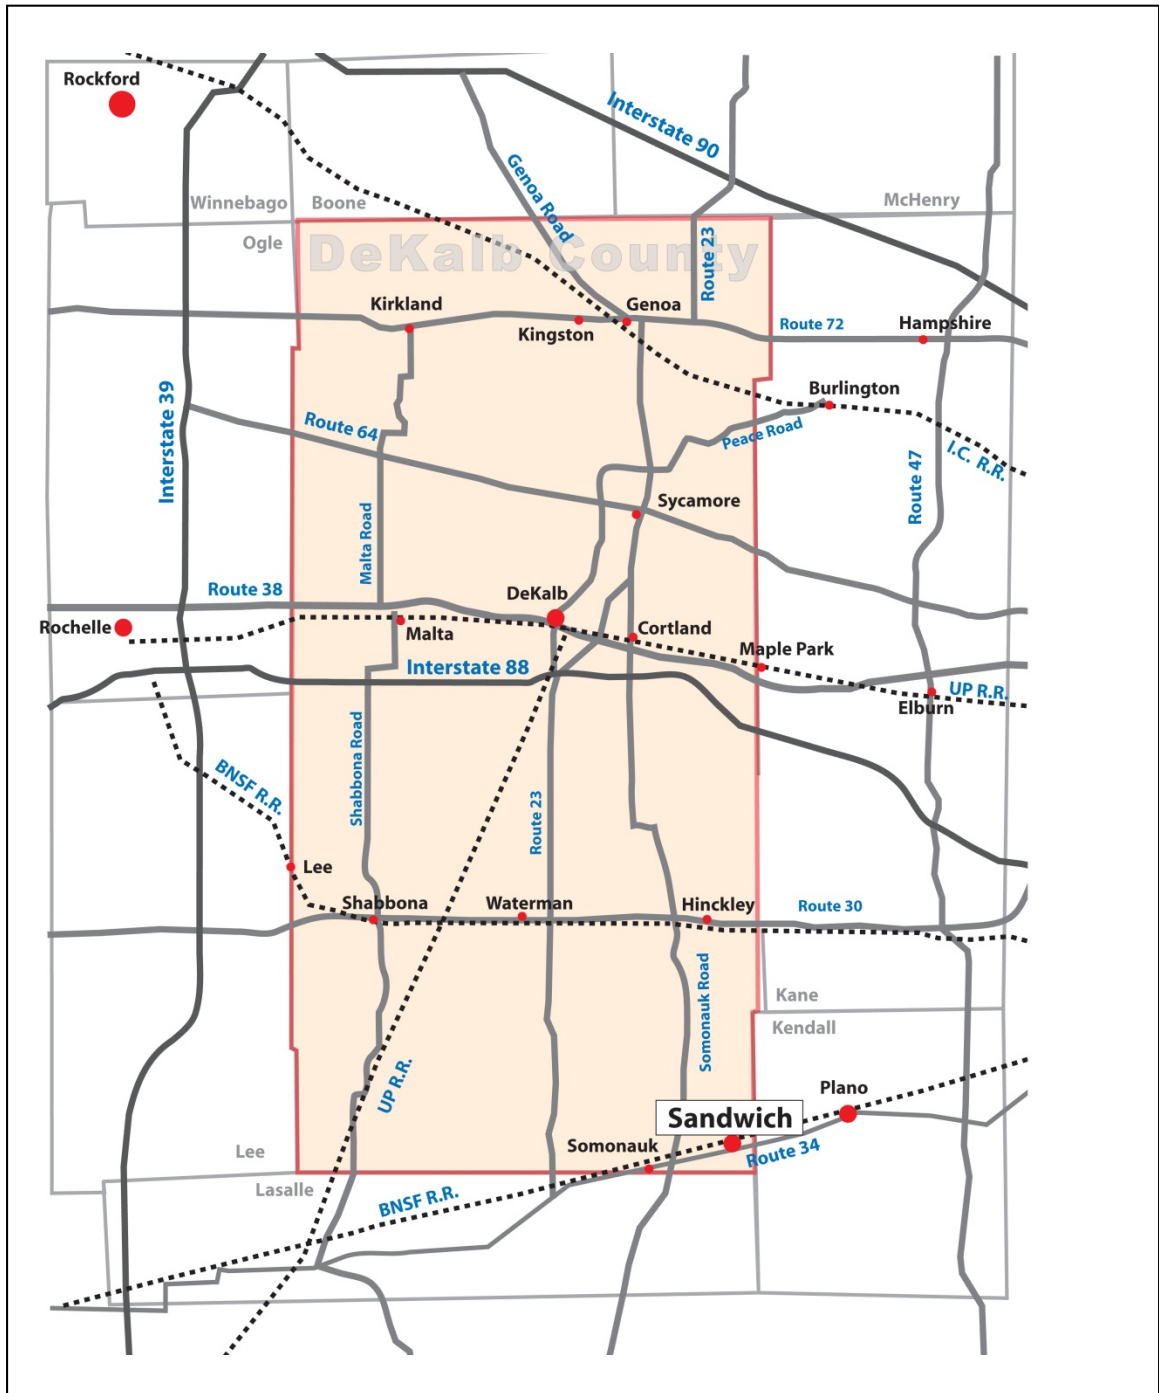 Rockford
Interstate 90
Genoa Road
Winnebago
Boone
McHenry
Ogle
DeKalb County
Route 23
Kirkland
Genoa
Kingston
Route 72
Hampshire
Interstate 39
Burlington
Route 64
Peace Road
I.C. R.R.
Route 47
Sycamore
Malta Road
Route 38
DeKalb
Rochelle
Malta
Cortland
Maple Park
Interstate 88
UP R.R.
Elburn
BNSF R.R.
Shabbona Road
Route 23
Lee
Shabbona
Waterman
Hinckley
Route 30
Somonauk Road
Kane
Kendall
UP R.R.
Plano
Sandwich
Somonauk
Route 34
Lee
Lasalle
BNSF R.R.